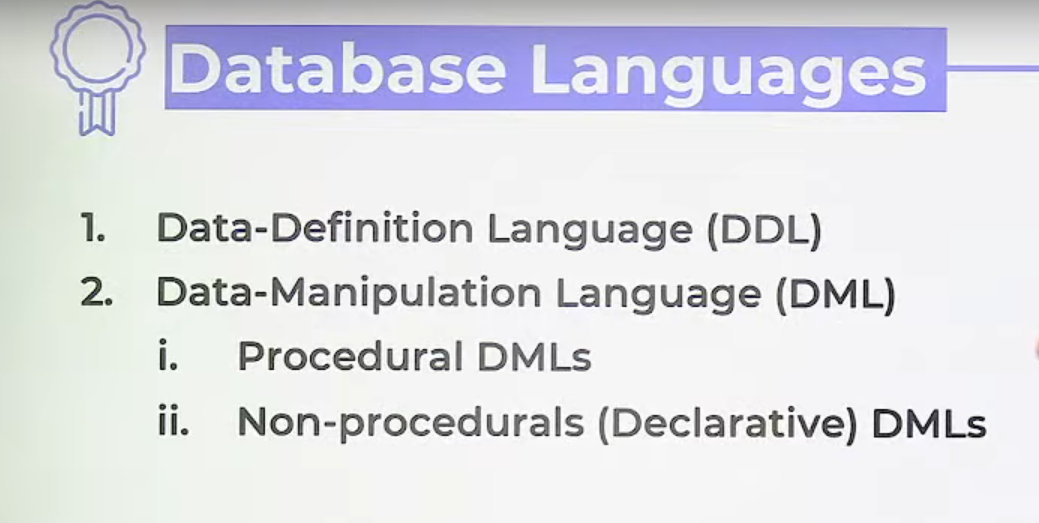 Database Languages
1. Data-Definition Language (DDL)
2. Data-Manipulation Language (DML)
i. Procedural DMLs
ii. Non-procedurals (Declarative) DMLs